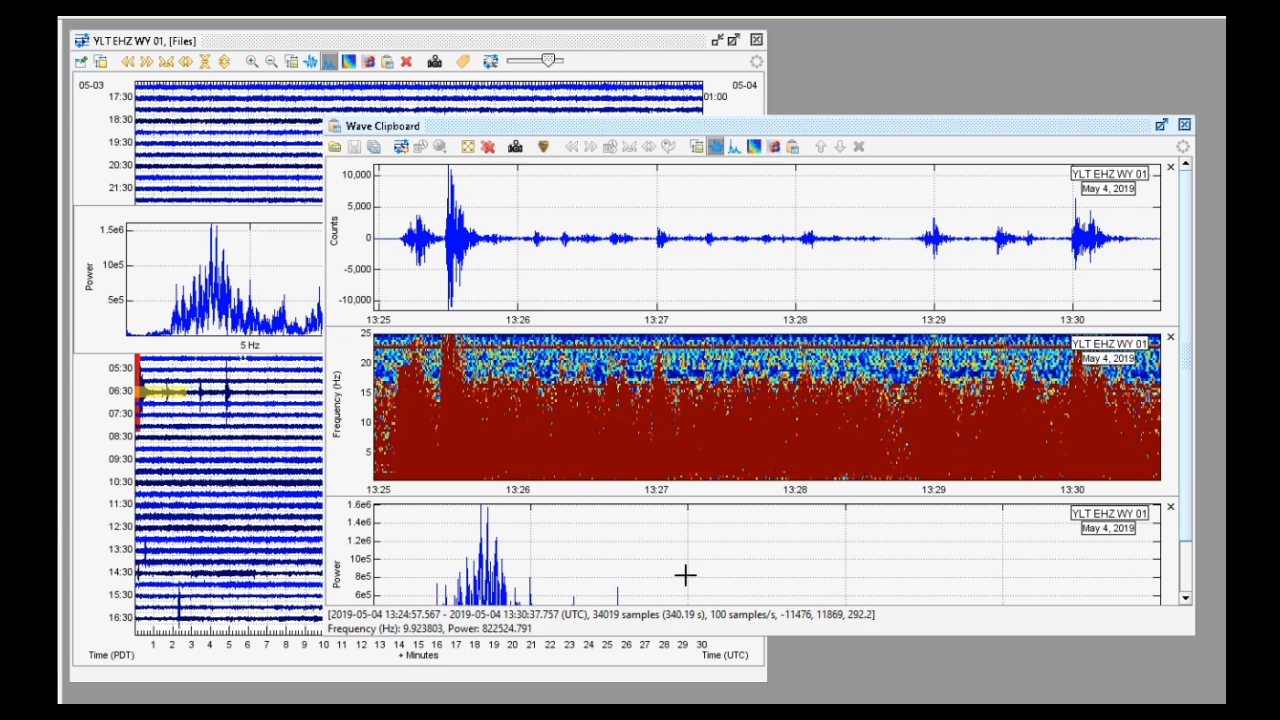 YLT EHZ WY 01, [Files]
05-03
05-04
17:30
01:00
18:30
19:30
20:30
21:30
1.5e6
10e5
5e5
Power
5 Hz
05:30
06:30
07:30
08:30
09:30
10:30
11:30
12:30
13:30
14:30
15:30
16:30
1 2 3 4 5 6 7 8 9 10 11 12 13 14 15 16 17 18 19 20 21 22 23 24 25 26 27 28 29 30
Time (PDT)
+ Minutes
Time (UTC)
Wave Clipboard
10,000
5,000
0
-5,000
-10,000
Counts
YLT EHZ WY 01
May 4, 2019
13:25 13:26 13:27 13:28 13:29 13:30
25
20
15
10
5
Frequency (Hz)
YLT EHZ WY 01
May 4, 2019
13:25 13:26 13:27 13:28 13:29 13:30
1.6e6
1.4e6
1.2e6
10e5
8e5
6e5
Power
YLT EHZ WY 01
May 4, 2019
[2019-05-04 13:24:57.567 - 2019-05-04 13:30:37.757 (UTC), 34019 samples (340.19 s), 100 samples/s, -11476, 11869, 292.2]
Frequency (Hz): 9.923803, Power: 822524.791